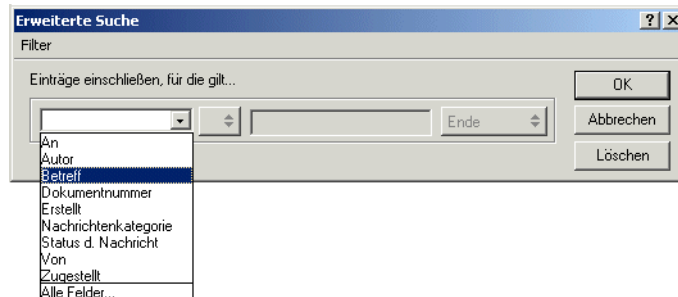 Erweiterte Suche
Filter
Einträge einschließen, für die gilt...
OK
Ende
Abbrechen
Löschen
An
Autor
Betreff
Dokumentnummer
Erstellt
Nachrichtenkategorie
Status d. Nachricht
Von
Zugestellt
Alle Felder...